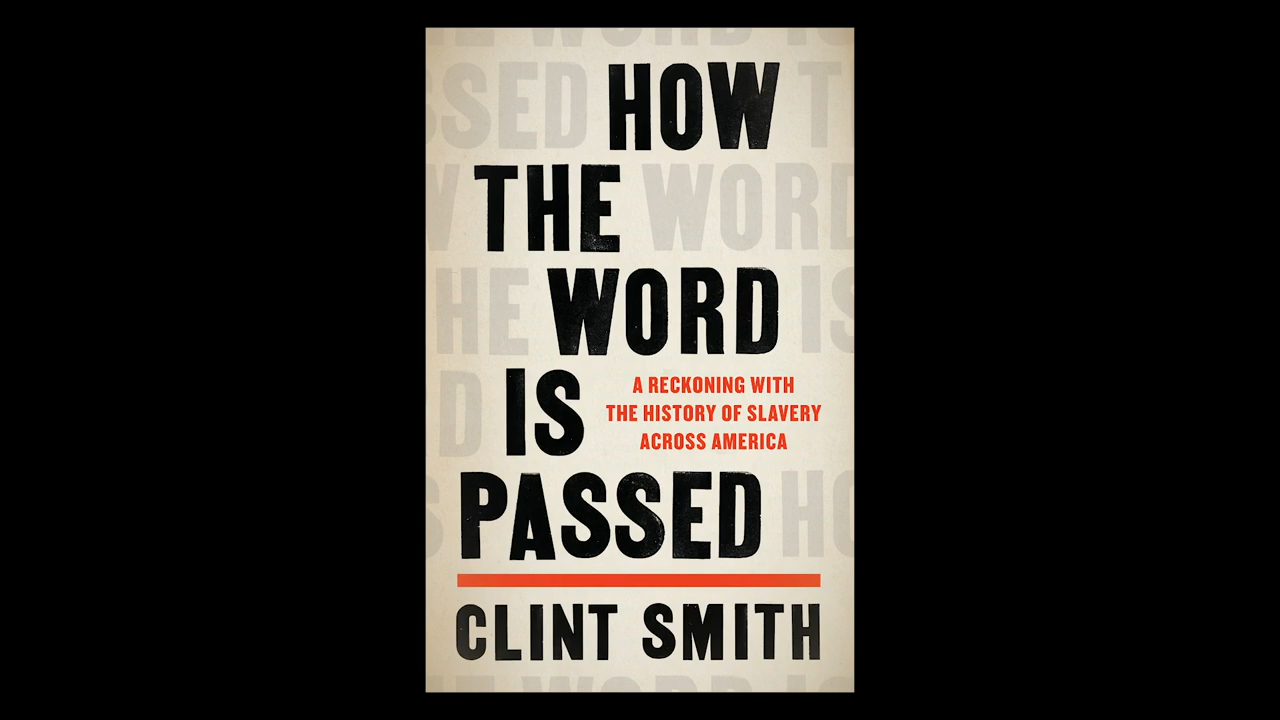 HOW
THE
WORD
IS
A RECKONING WITH
THE HISTORY OF SLAVERY
ACROSS AMERICA
PASSED
CLINT SMITH